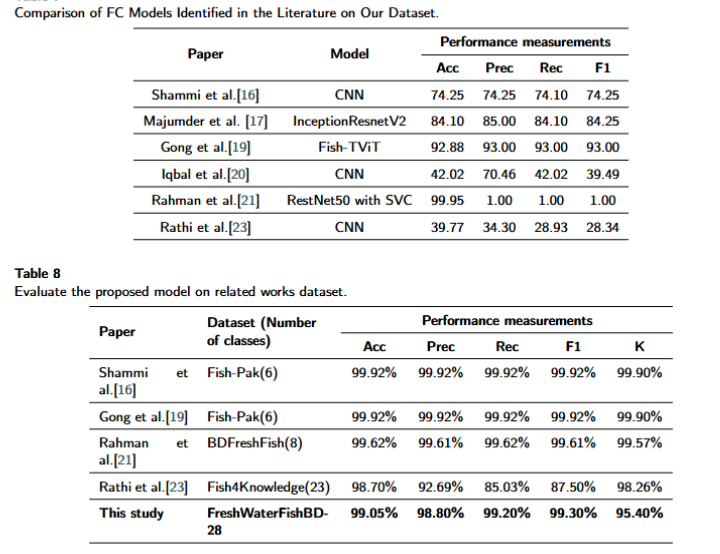 Comparison of FC Models Identified in the Literature on Our Dataset.
Paper Model Performance measurements
Acc Prec Rec F1
Shammi et al.[16] CNN 74.25 74.25 74.10 74.25
Majumder et al. [17] InceptionResnetV2 84.10 85.00 84.10 84.25
Gong et al.[19] Fish-TViT 92.88 93.00 93.00 93.00
Iqbal et al.[20] CNN 42.02 70.46 42.02 39.49
Rahman et al.[21] RestNet50 with SVC 99.95 1.00 1.00 1.00
Rathi et al.[23] CNN 39.77 34.30 28.93 28.34
Table 8
Evaluate the proposed model on related works dataset.
Paper Dataset (Number Performance measurements
of classes) Acc Prec Rec F1 K
Shammi et Fish-Pak(6) 99.92% 99.92% 99.92% 99.92% 99.90%
al.[16]
Gong et al.[19] Fish-Pak(6) 99.92% 99.92% 99.92% 99.92% 99.90%
Rahman et BDFreshFish(8) 99.62% 99.61% 99.62% 99.61% 99.57%
al.[21]
Rathi et al.[23] Fish4Knowledge(23) 98.70% 92.69% 85.03% 87.50% 98.26%
This study FreshWaterFishBD- 99.05% 98.80% 99.20% 99.30% 95.40%
28